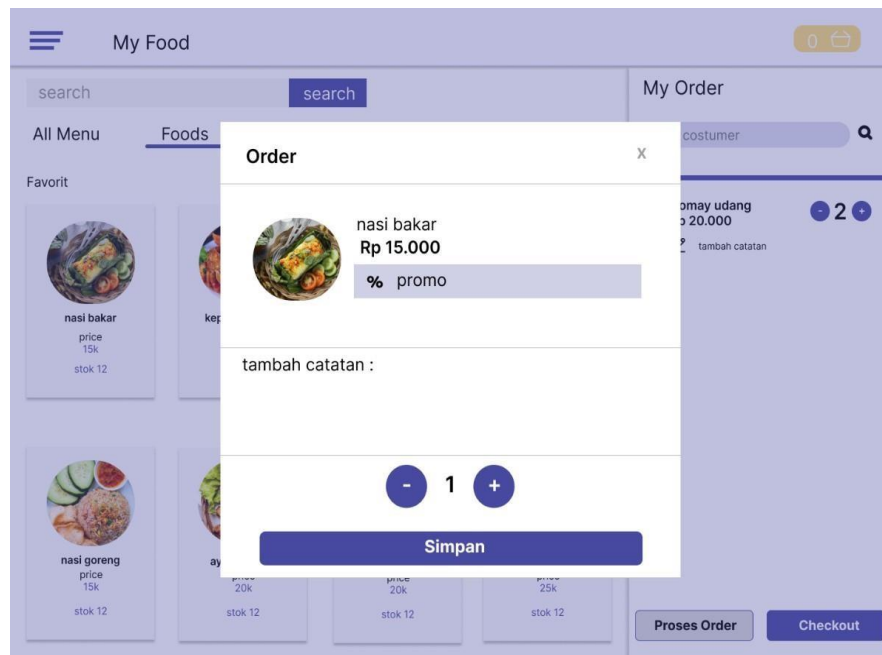 My Food
0
search
search
My Order
All Menu
Foods
costumer
Favorit
Order
X
nasi bakar
Rp 15.000
% promo
tambah catatan :
- 1 +
Simpan
omay udang
20.000
- 2 +
tambah catatan
nasi bakar
price
15k
stok 12
kep
nasi goreng
price
15k
stok 12
ay
price
20k
stok 12
price
20k
stok 12
price
25k
stok 12
Proses Order
Checkout